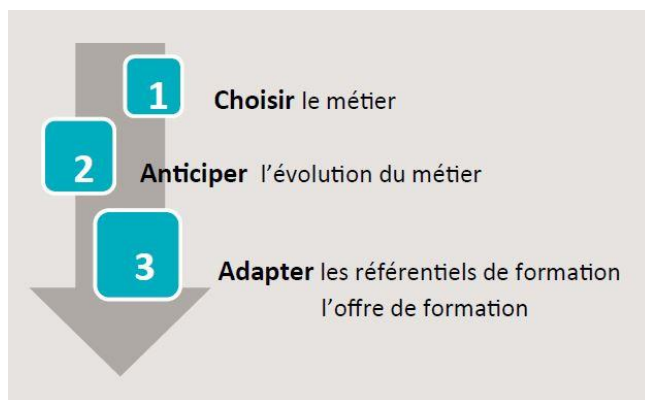 1 Choisir le métier
2 Anticiper l’évolution du métier
3 Adapter les référentiels de formation
l’offre de formation